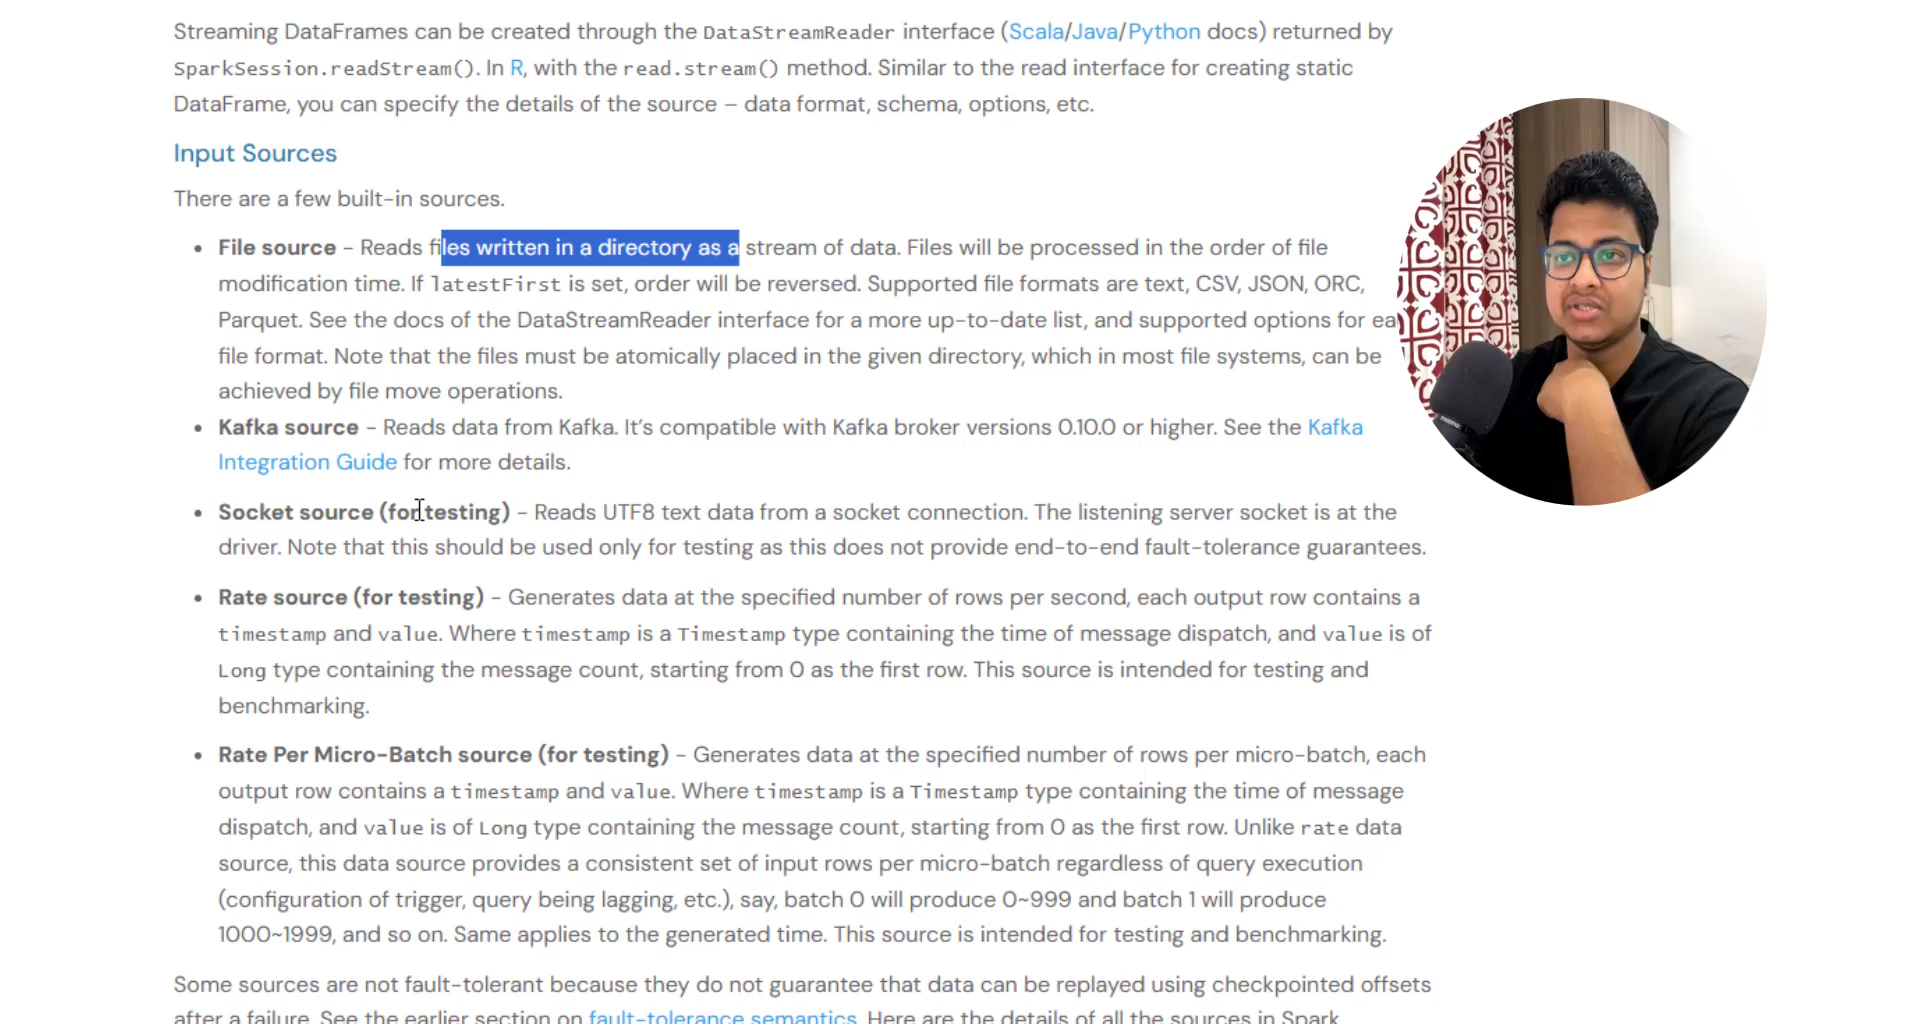 Streaming DataFrames can be created through the DataStreamReader interface (Scala/Java/Python docs) returned by
SparkSession.readStream(). In R, with the read.stream() method. Similar to the read interface for creating static
DataFrame, you can specify the details of the source – data format, schema, options, etc.
Input Sources
There are a few built-in sources.
• File source - Reads files written in a directory as a stream of data. Files will be processed in the order of file
modification time. If latestFirst is set, order will be reversed. Supported file formats are text, CSV, JSON, ORC,
Parquet. See the docs of the DataStreamReader interface for a more up-to-date list, and supported options for ea
file format. Note that the files must be atomically placed in the given directory, which in most file systems, can be
achieved by file move operations.
• Kafka source - Reads data from Kafka. It’s compatible with Kafka broker versions 0.10.0 or higher. See the Kafka
Integration Guide for more details.
• Socket source (for testing) - Reads UTF8 text data from a socket connection. The listening server socket is at the
driver. Note that this should be used only for testing as this does not provide end-to-end fault-tolerance guarantees.
• Rate source (for testing) - Generates data at the specified number of rows per second, each output row contains a
timestamp and value. Where timestamp is a Timestamp type containing the time of message dispatch, and value is of
Long type containing the message count, starting from 0 as the first row. This source is intended for testing and
benchmarking.
• Rate Per Micro-Batch source (for testing) - Generates data at the specified number of rows per micro-batch, each
output row contains a timestamp and value. Where timestamp is a Timestamp type containing the time of message
dispatch, and value is of Long type containing the message count, starting from 0 as the first row. Unlike rate data
source, this data source provides a consistent set of input rows per micro-batch regardless of query execution
(configuration of trigger, query being lagging, etc.), say, batch 0 will produce 0~999 and batch 1 will produce
1000~1999, and so on. Same applies to the generated time. This source is intended for testing and benchmarking.
Some sources are not fault-tolerant because they do not guarantee that data can be replayed using checkpointed offsets
after a failure. See the earlier section on fault-tolerance semantics. Here are the details of all the sources in Spark.